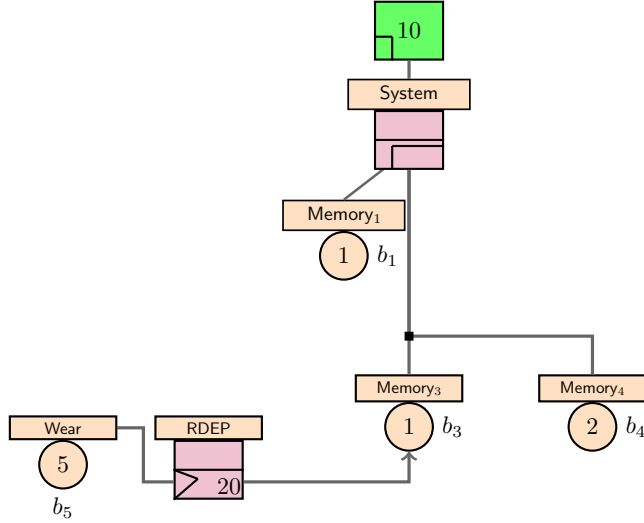 10
System
Memory₁
1 b₁
Memory₃ Memory₄
1 b₃ 2 b₄
Wear RDEP
5 20
b₅